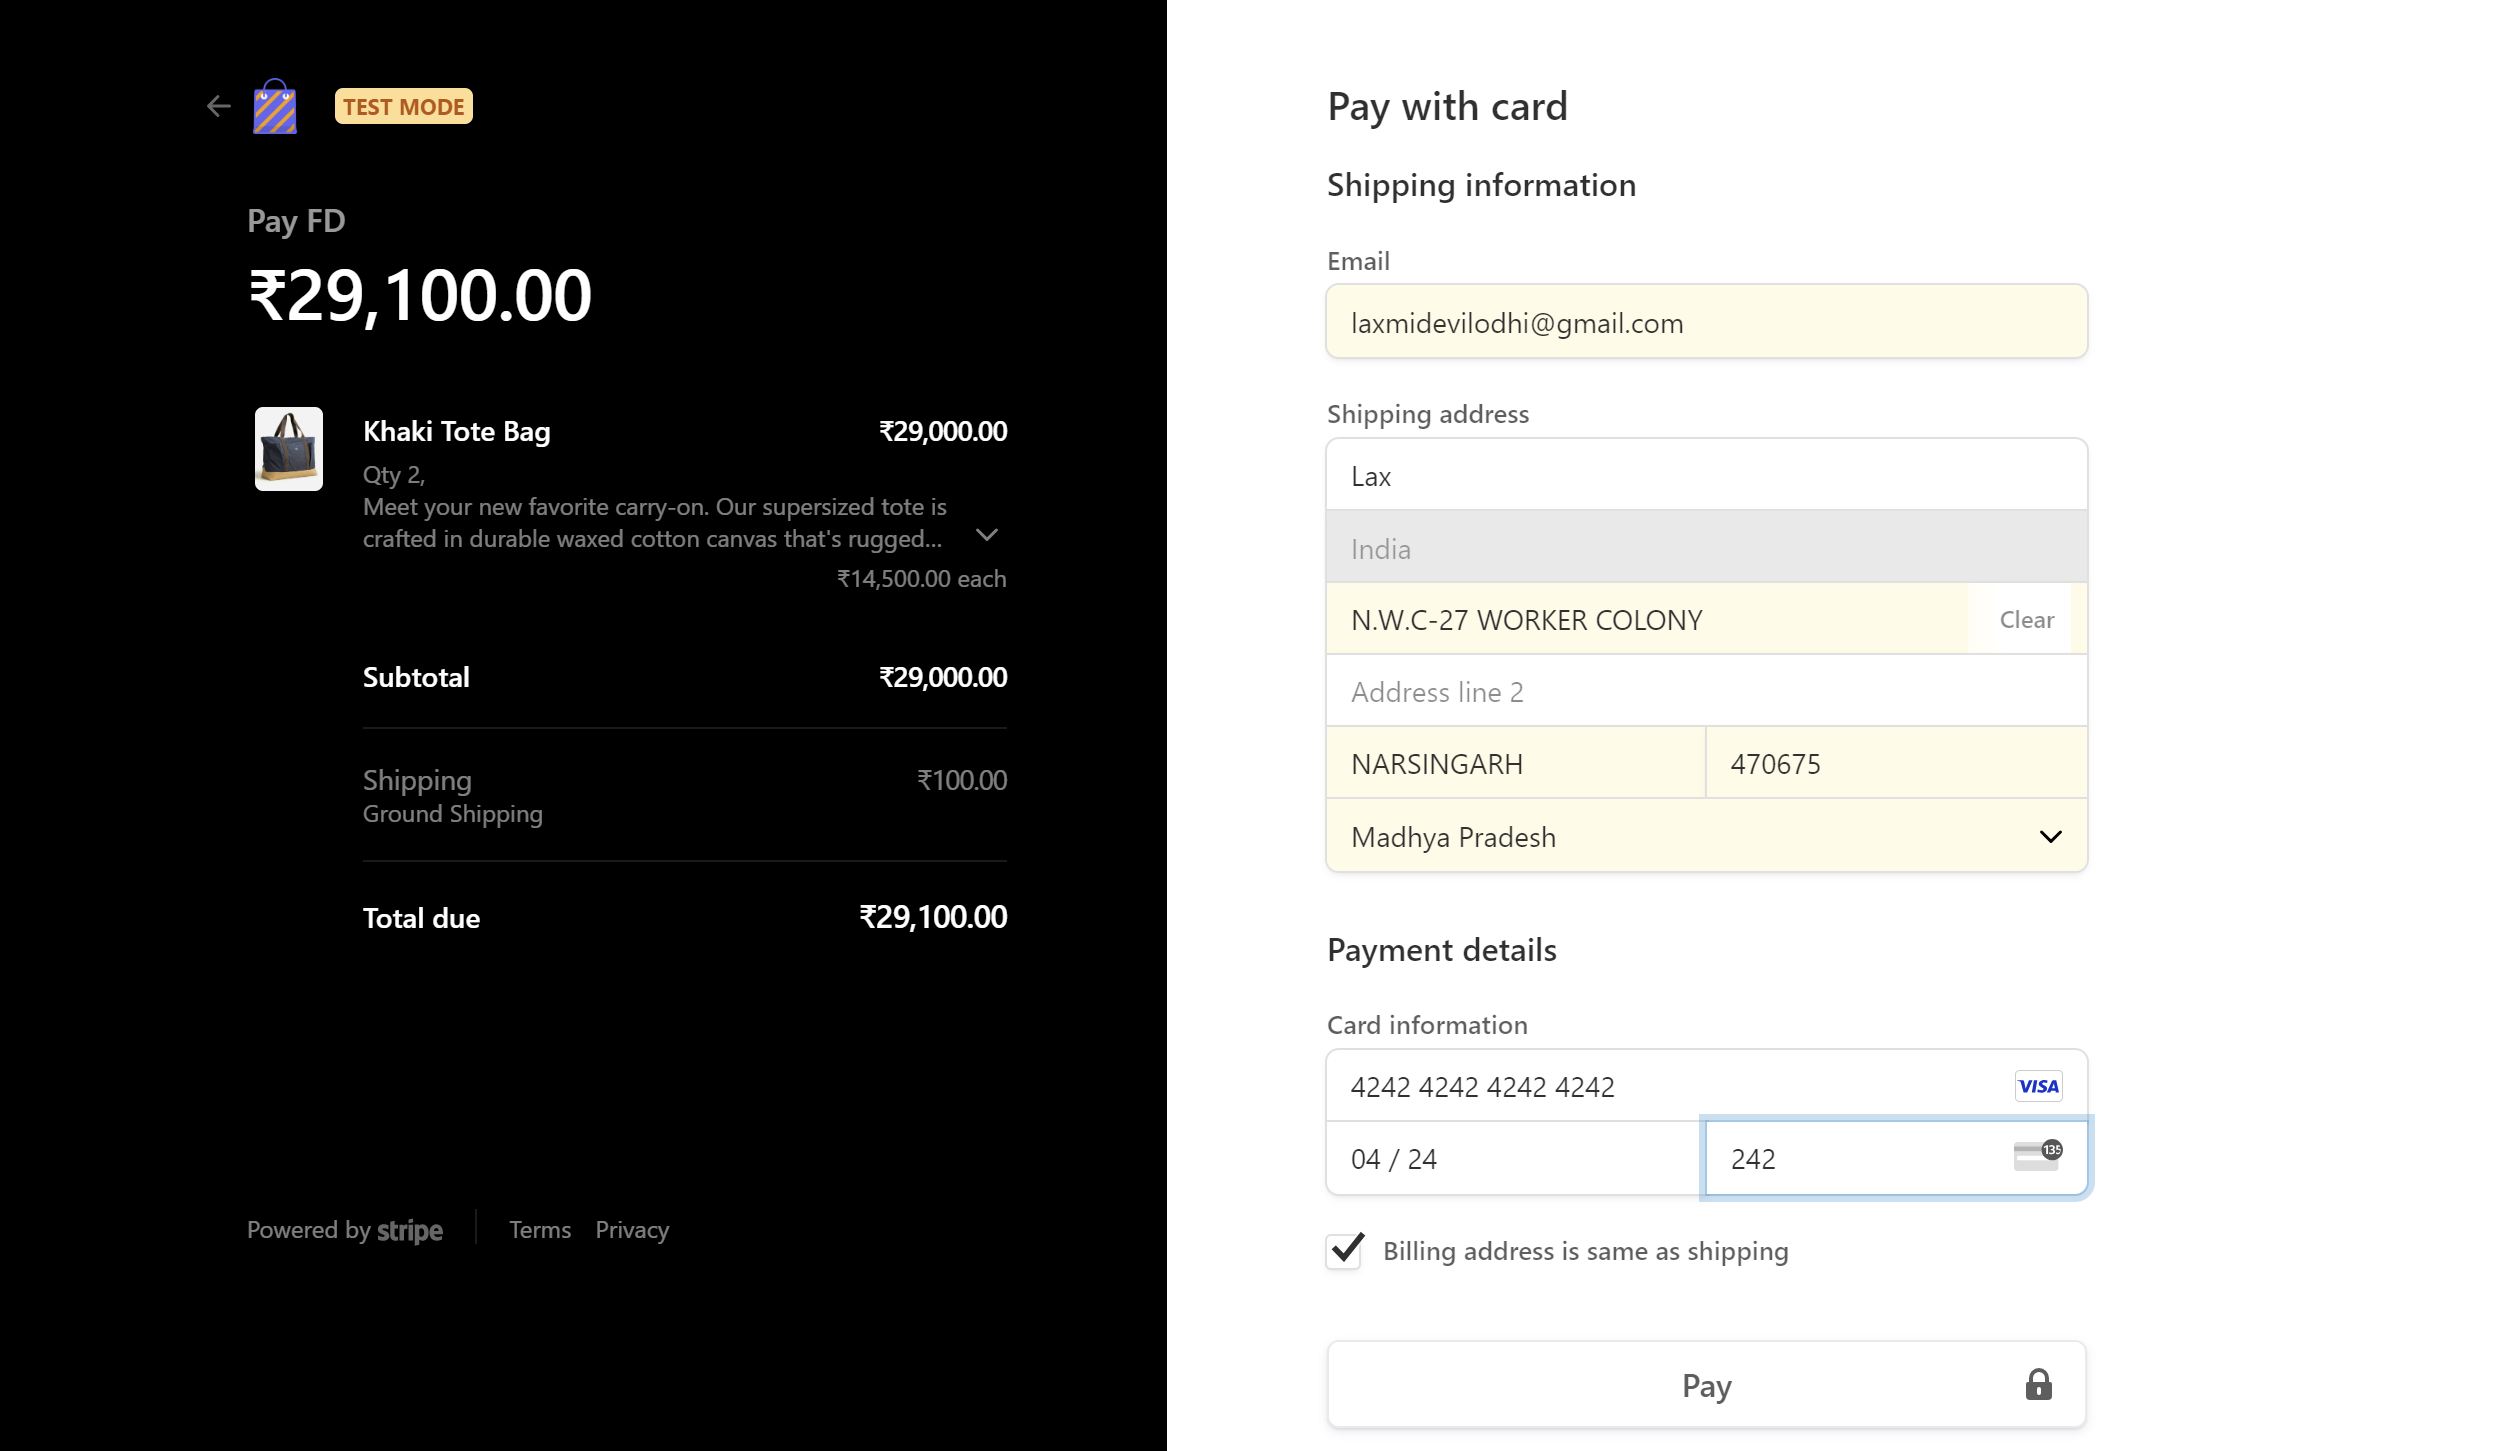 TEST MODE
Pay FD
₹29,100.00
Khaki Tote Bag ₹29,000.00
Qty 2,
Meet your new favorite carry-on. Our supersized tote is
crafted in durable waxed cotton canvas that's rugged...
₹14,500.00 each
Subtotal ₹29,000.00
Shipping ₹100.00
Ground Shipping
Total due ₹29,100.00
Powered by stripe Terms Privacy
Pay with card
Shipping information
Email
laxmidevilodhi@gmail.com
Shipping address
Lax
India
N.W.C-27 WORKER COLONY Clear
Address line 2
NARSINGARH 470675
Madhya Pradesh
Payment details
Card information
4242 4242 4242 4242 VISA
04 / 24 242 135
Billing address is same as shipping
Pay